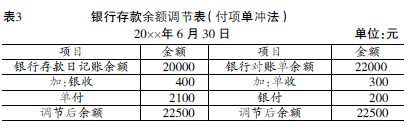 表3 银行存款余额调节表(付项单冲法)
20××年 6 月 30 日 单位:元
项目 金额 项目 金额
银行存款日记账余额 20000 银行对账单余额 22000
加:银收 400 加:单收 300
单付 2100 银付 200
调节后余额 22500 调节后余额 22500